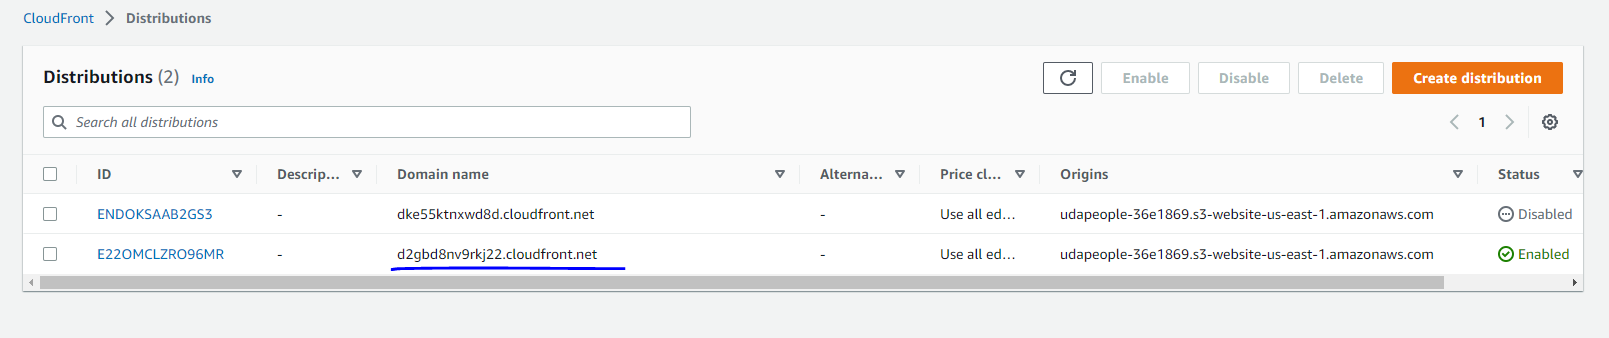 CloudFront > Distributions
Distributions (2) Info Enable Disable Delete Create distribution
Search all distributions 1
ID Descrip... Domain name Alterna... Price cl... Origins Status
ENDOKSAAB2GS3 - dke55ktnxwd8d.cloudfront.net - Use all ed... udapeople-36e1869.s3-website-us-east-1.amazonaws.com Disabled
E22OMCLZRO96MR - d2gbd8nv9rkj22.cloudfront.net - Use all ed... udapeople-36e1869.s3-website-us-east-1.amazonaws.com Enabled